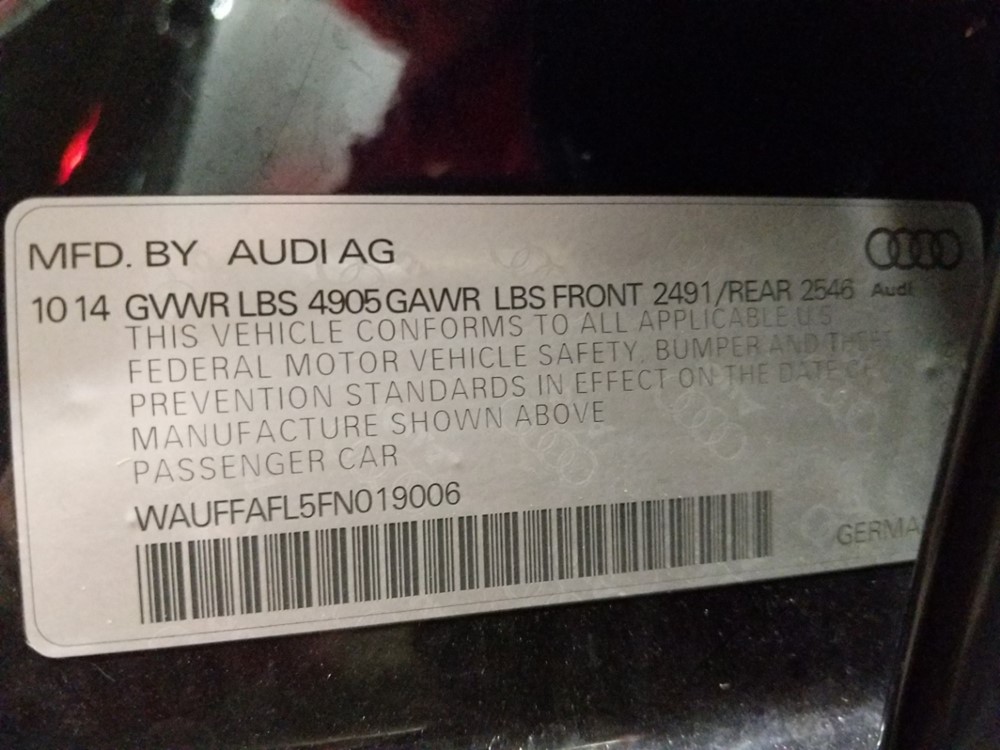 MFD. BY AUDI AG
10 14 GVWR LBS 4905 GAWR LBS FRONT 2491/REAR 2546 Audi
THIS VEHICLE CONFORMS TO ALL APPLICABLE U.S.
FEDERAL MOTOR VEHICLE SAFETY, BUMPER AND THEFT
PREVENTION STANDARDS IN EFFECT ON THE DATE OF
MANUFACTURE SHOWN ABOVE
PASSENGER CAR
WAUFFAFL5FN019006
GERMA